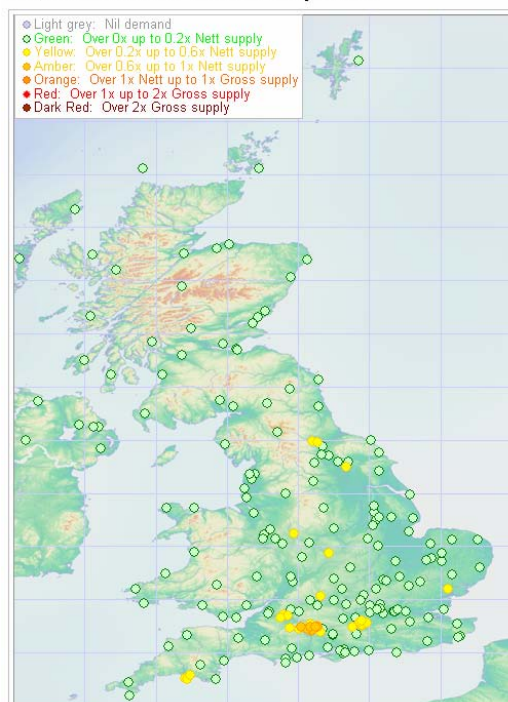 Light grey: Nil demand
Green: Over 0x up to 0.2x Nett supply
Yellow: Over 0.2x up to 0.6x Nett supply
Amber: Over 0.6x up to 1x Nett supply
Orange: Over 1x Nett up to 1x Gross supply
Red: Over 1x up to 2x Gross supply
Dark Red: Over 2x Gross supply